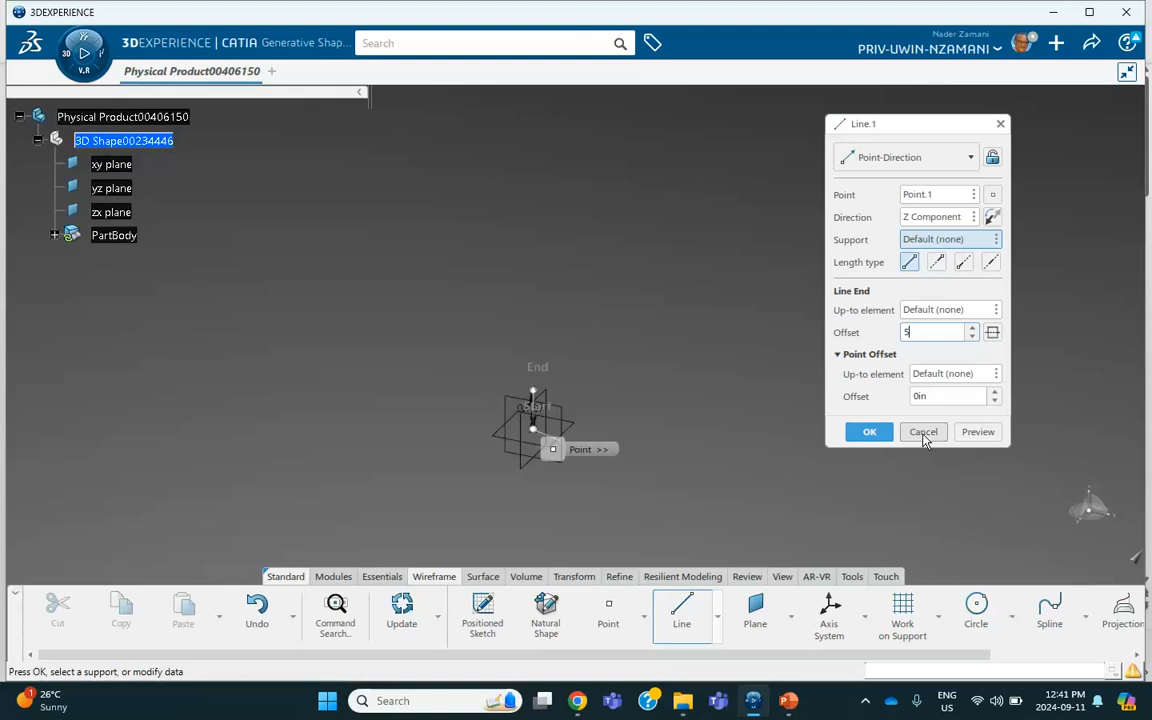 3DEXPERIENCE
3DEXPERIENCE | CATIA Generative Shap...
Search
Nader Zamani
PRIV-UWIN-NZAMANI
3D
V.R
Physical Product00406150
Physical Product00406150
3D Shape00234446
xy plane
yz plane
zx plane
PartBody
Line.1
Point-Direction
Point
Point.1
Direction
Z Component
Support
Default (none)
Length type
Line End
Up-to element
Default (none)
Offset
5
Point Offset
Up-to element
Default (none)
Offset
0in
OK
Cancel
Preview
End
Point >>
Standard
Modules
Essentials
Wireframe
Surface
Volume
Transform
Refine
Resilient Modeling
Review
View
AR-VR
Tools
Touch
Cut
Copy
Paste
Undo
Command
Search...
Update
Positioned
Sketch
Natural
Shape
Point
Line
Plane
Axis
System
Work
on Support
Circle
Spline
Projection
Press OK, select a support, or modify data
26°C
Sunny
Search
ENG
US
12:41 PM
2024-09-11